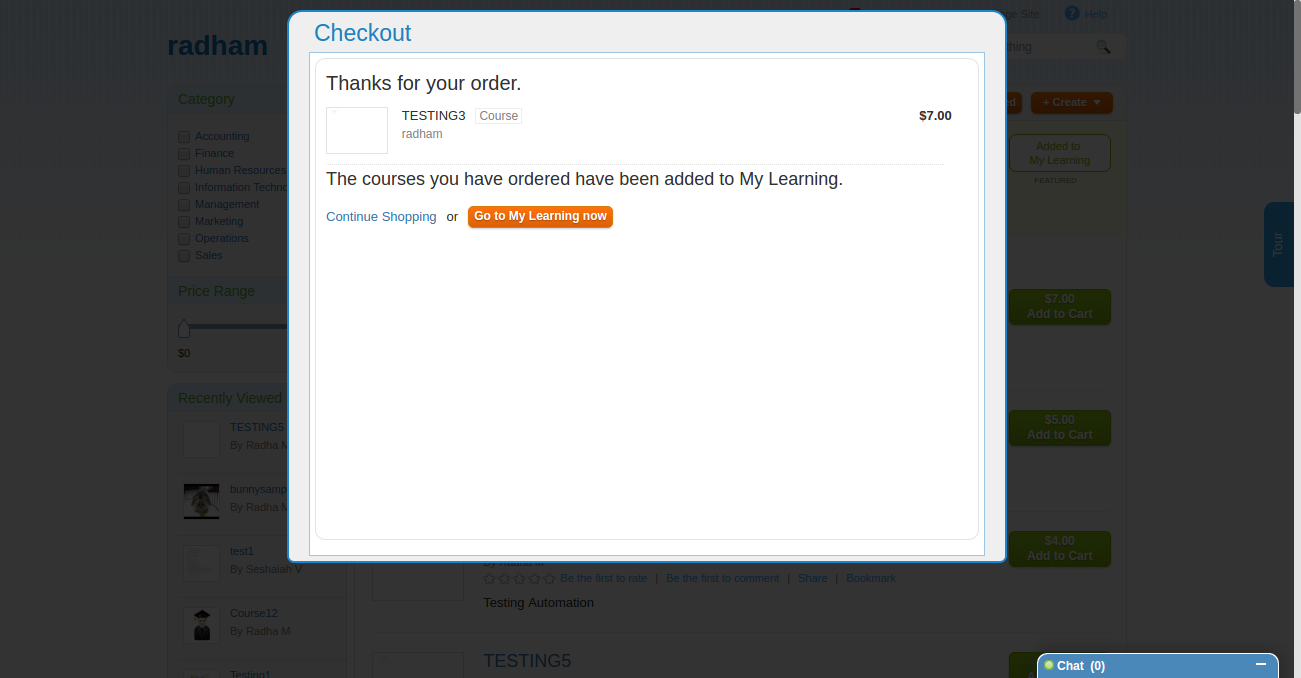 ge Site
Help
radham
hing
Checkout
Thanks for your order.
TESTING3 Course $7.00
radham
The courses you have ordered have been added to My Learning.
Continue Shopping or Go to My Learning now
Category
Accounting
Finance
Human Resources
Information Techno
Management
Marketing
Operations
Sales
Price Range
$0
Recently Viewed
TESTING5
By Radha M
bunnysamp
By Radha M
test1
By Seshaiah V
Course12
By Radha M
Testing1
ed
+ Create
Added to
My Learning
FEATURED
Tour
$7.00
Add to Cart
$5.00
Add to Cart
$4.00
Add to Cart
Be the first to rate | Be the first to comment | Share | Bookmark
Testing Automation
TESTING5
Chat (0)